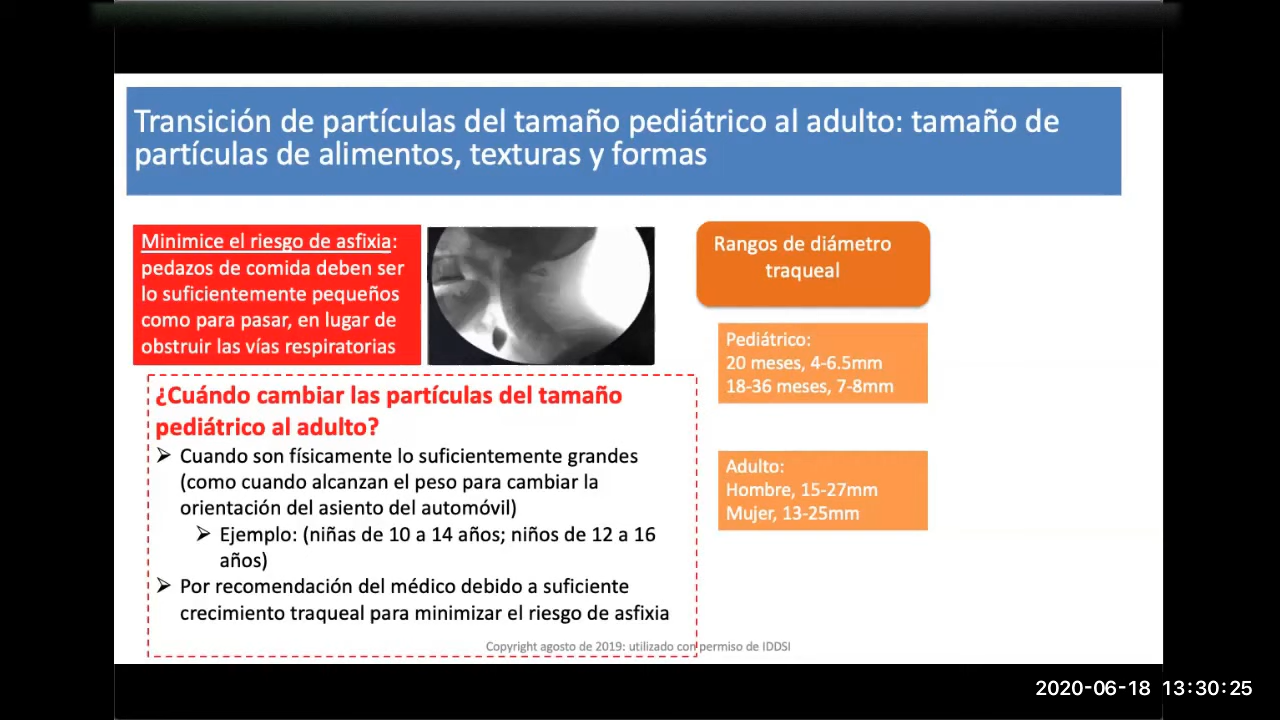 Transición de partículas del tamaño pediátrico al adulto: tamaño de
partículas de alimentos, texturas y formas
Minimice el riesgo de asfixia:
pedazos de comida deben ser
lo suficientemente pequeños
como para pasar, en lugar de
obstruir las vías respiratorias
¿Cuándo cambiar las partículas del tamaño
pediátrico al adulto?
Cuando son físicamente lo suficientemente grandes
(como cuando alcanzan el peso para cambiar la
orientación del asiento del automóvil)
Ejemplo: (niñas de 10 a 14 años; niños de 12 a 16
años)
Por recomendación del médico debido a suficiente
crecimiento traqueal para minimizar el riesgo de asfixia
Rangos de diámetro
traqueal
Pediátrico:
20 meses, 4-6.5mm
18-36 meses, 7-8mm
Adulto:
Hombre, 15-27mm
Mujer, 13-25mm
Copyright agosto de 2019: utilizado con permiso de IDDSI
2020-06-18 13:30:25